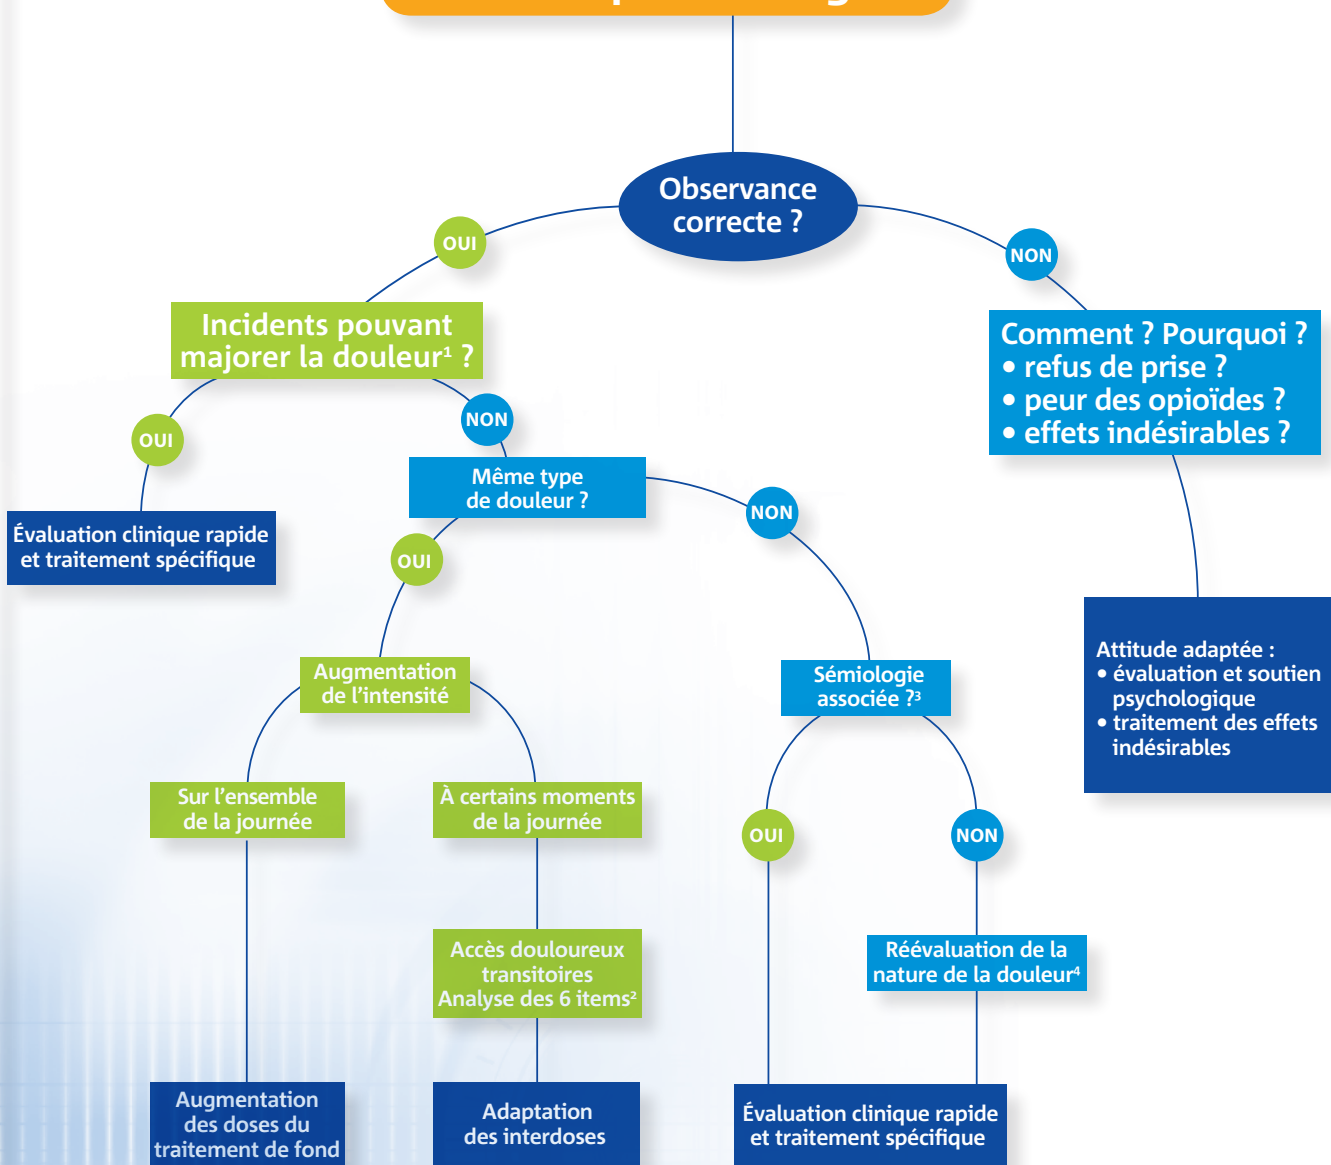 Observance
correcte ?
OUI
NON
Incidents pouvant
majorer la douleur¹ ?
Comment ? Pourquoi ?
• refus de prise ?
• peur des opioïdes ?
• effets indésirables ?
OUI
NON
Même type
de douleur ?
Évaluation clinique rapide
et traitement spécifique
OUI
NON
Attitude adaptée :
• évaluation et soutien
psychologique
• traitement des effets
indésirables
Augmentation
de l'intensité
Sémiologie
associée ?³
Sur l'ensemble
de la journée
À certains moments
de la journée
OUI
NON
Accès douloureux
transitoires
Analyse des 6 items²
Réévaluation de la
nature de la douleur⁴
Augmentation
des doses du
traitement de fond
Adaptation
des interdoses
Évaluation clinique rapide
et traitement spécifique